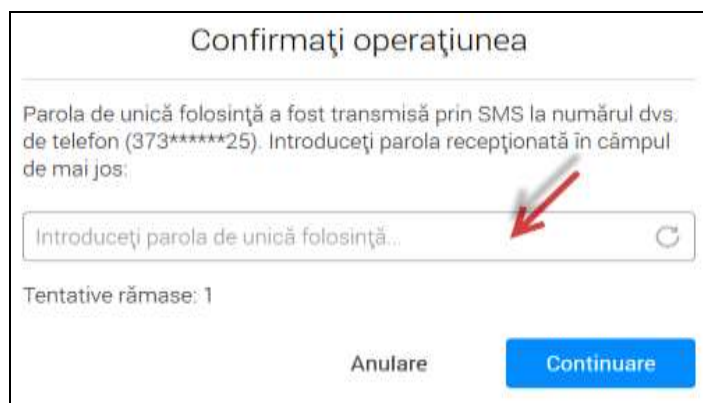 Confirmaţi operaţiunea
Parola de unică folosinţă a fost transmisă prin SMS la numărul dvs.
de telefon (373******25). Introduceţi parola recepţionată în câmpul
de mai jos:
Introduceţi parola de unică folosinţă...
Tentative rămase: 1
Anulare
Continuare